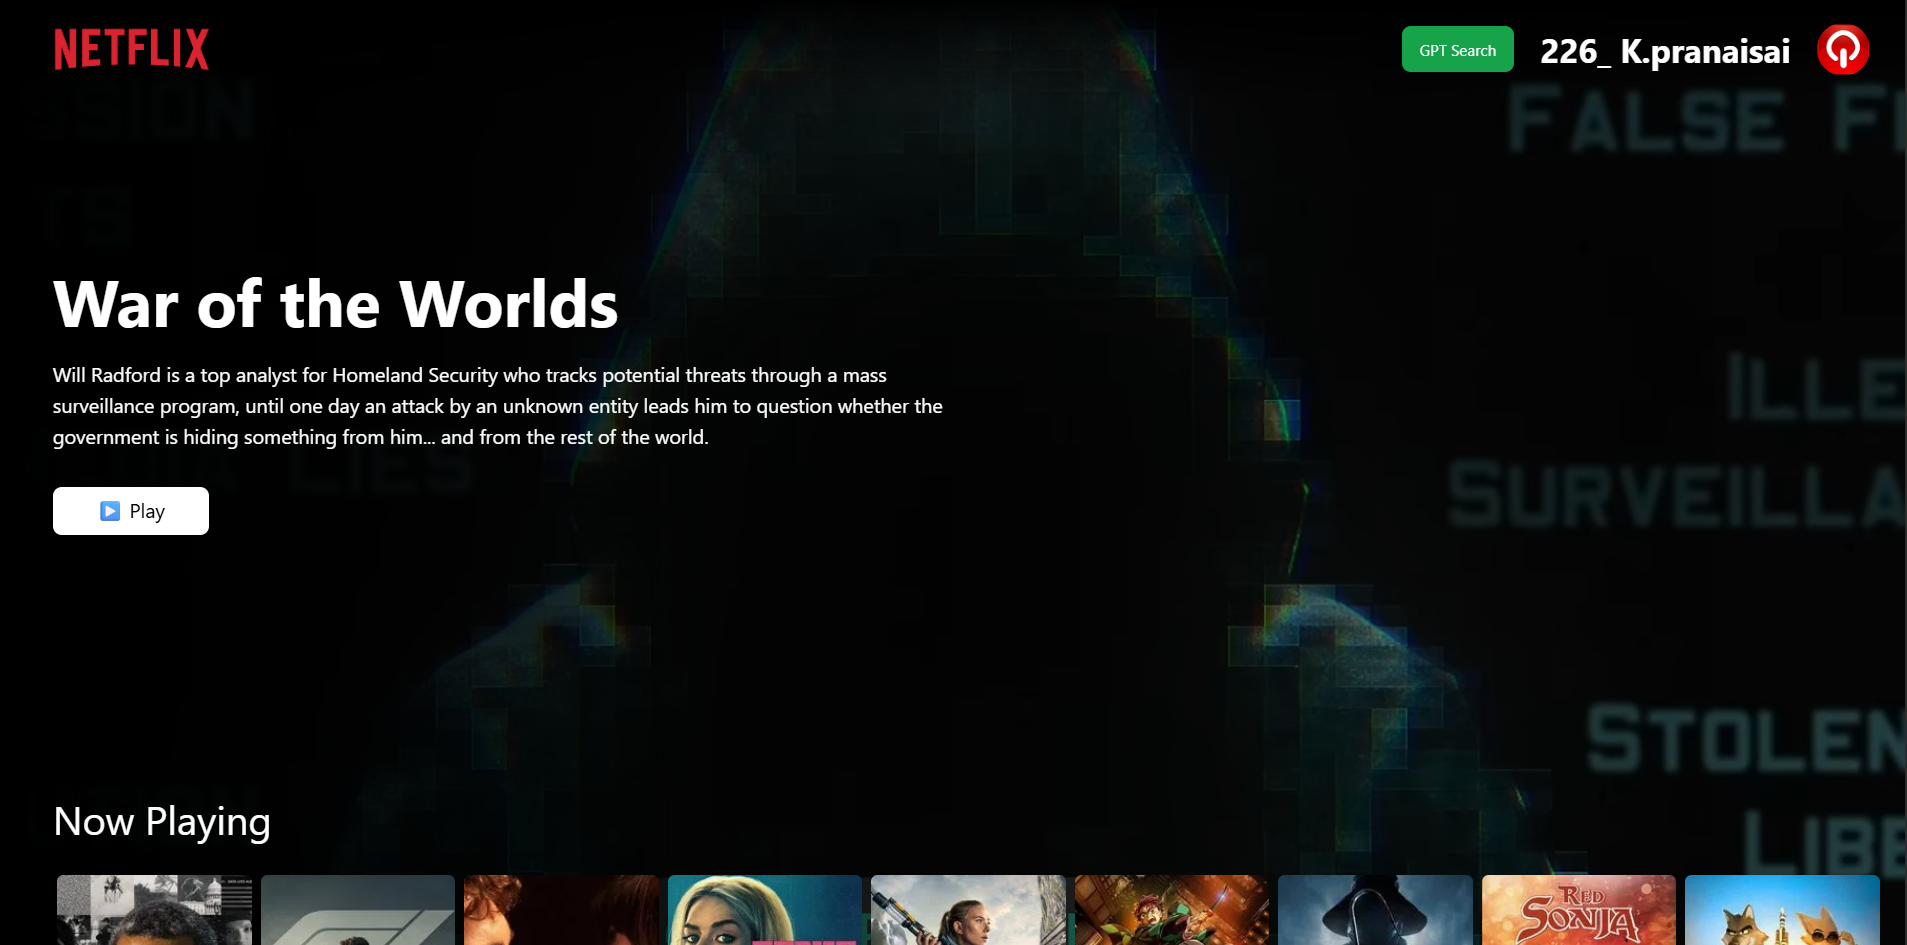 NETFLIX
GPT Search
226_ K.pranaisai
SSION
FALSE
TS
War of the Worlds
Will Radford is a top analyst for Homeland Security who tracks potential threats through a mass
surveillance program, until one day an attack by an unknown entity leads him to question whether the
government is hiding something from him... and from the rest of the world.
ILLE
LIES
SURVEILLA
Play
STOLEN
Now Playing
LIBE
RED
SONJA